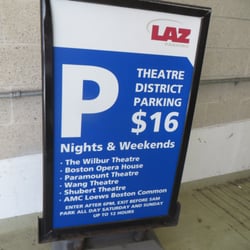 LAZ
PARKING
P
THEATRE
DISTRICT
PARKING
$16
Nights & Weekends
• The Wilbur Theatre
• Boston Opera House
• Paramount Theatre
• Wang Theatre
• Shubert Theatre
• AMC Loews Boston Common
ENTER AFTER 6PM, EXIT BEFORE 5AM
PARK ALL DAY SATURDAY AND SUNDAY
UP TO 12 HOURS